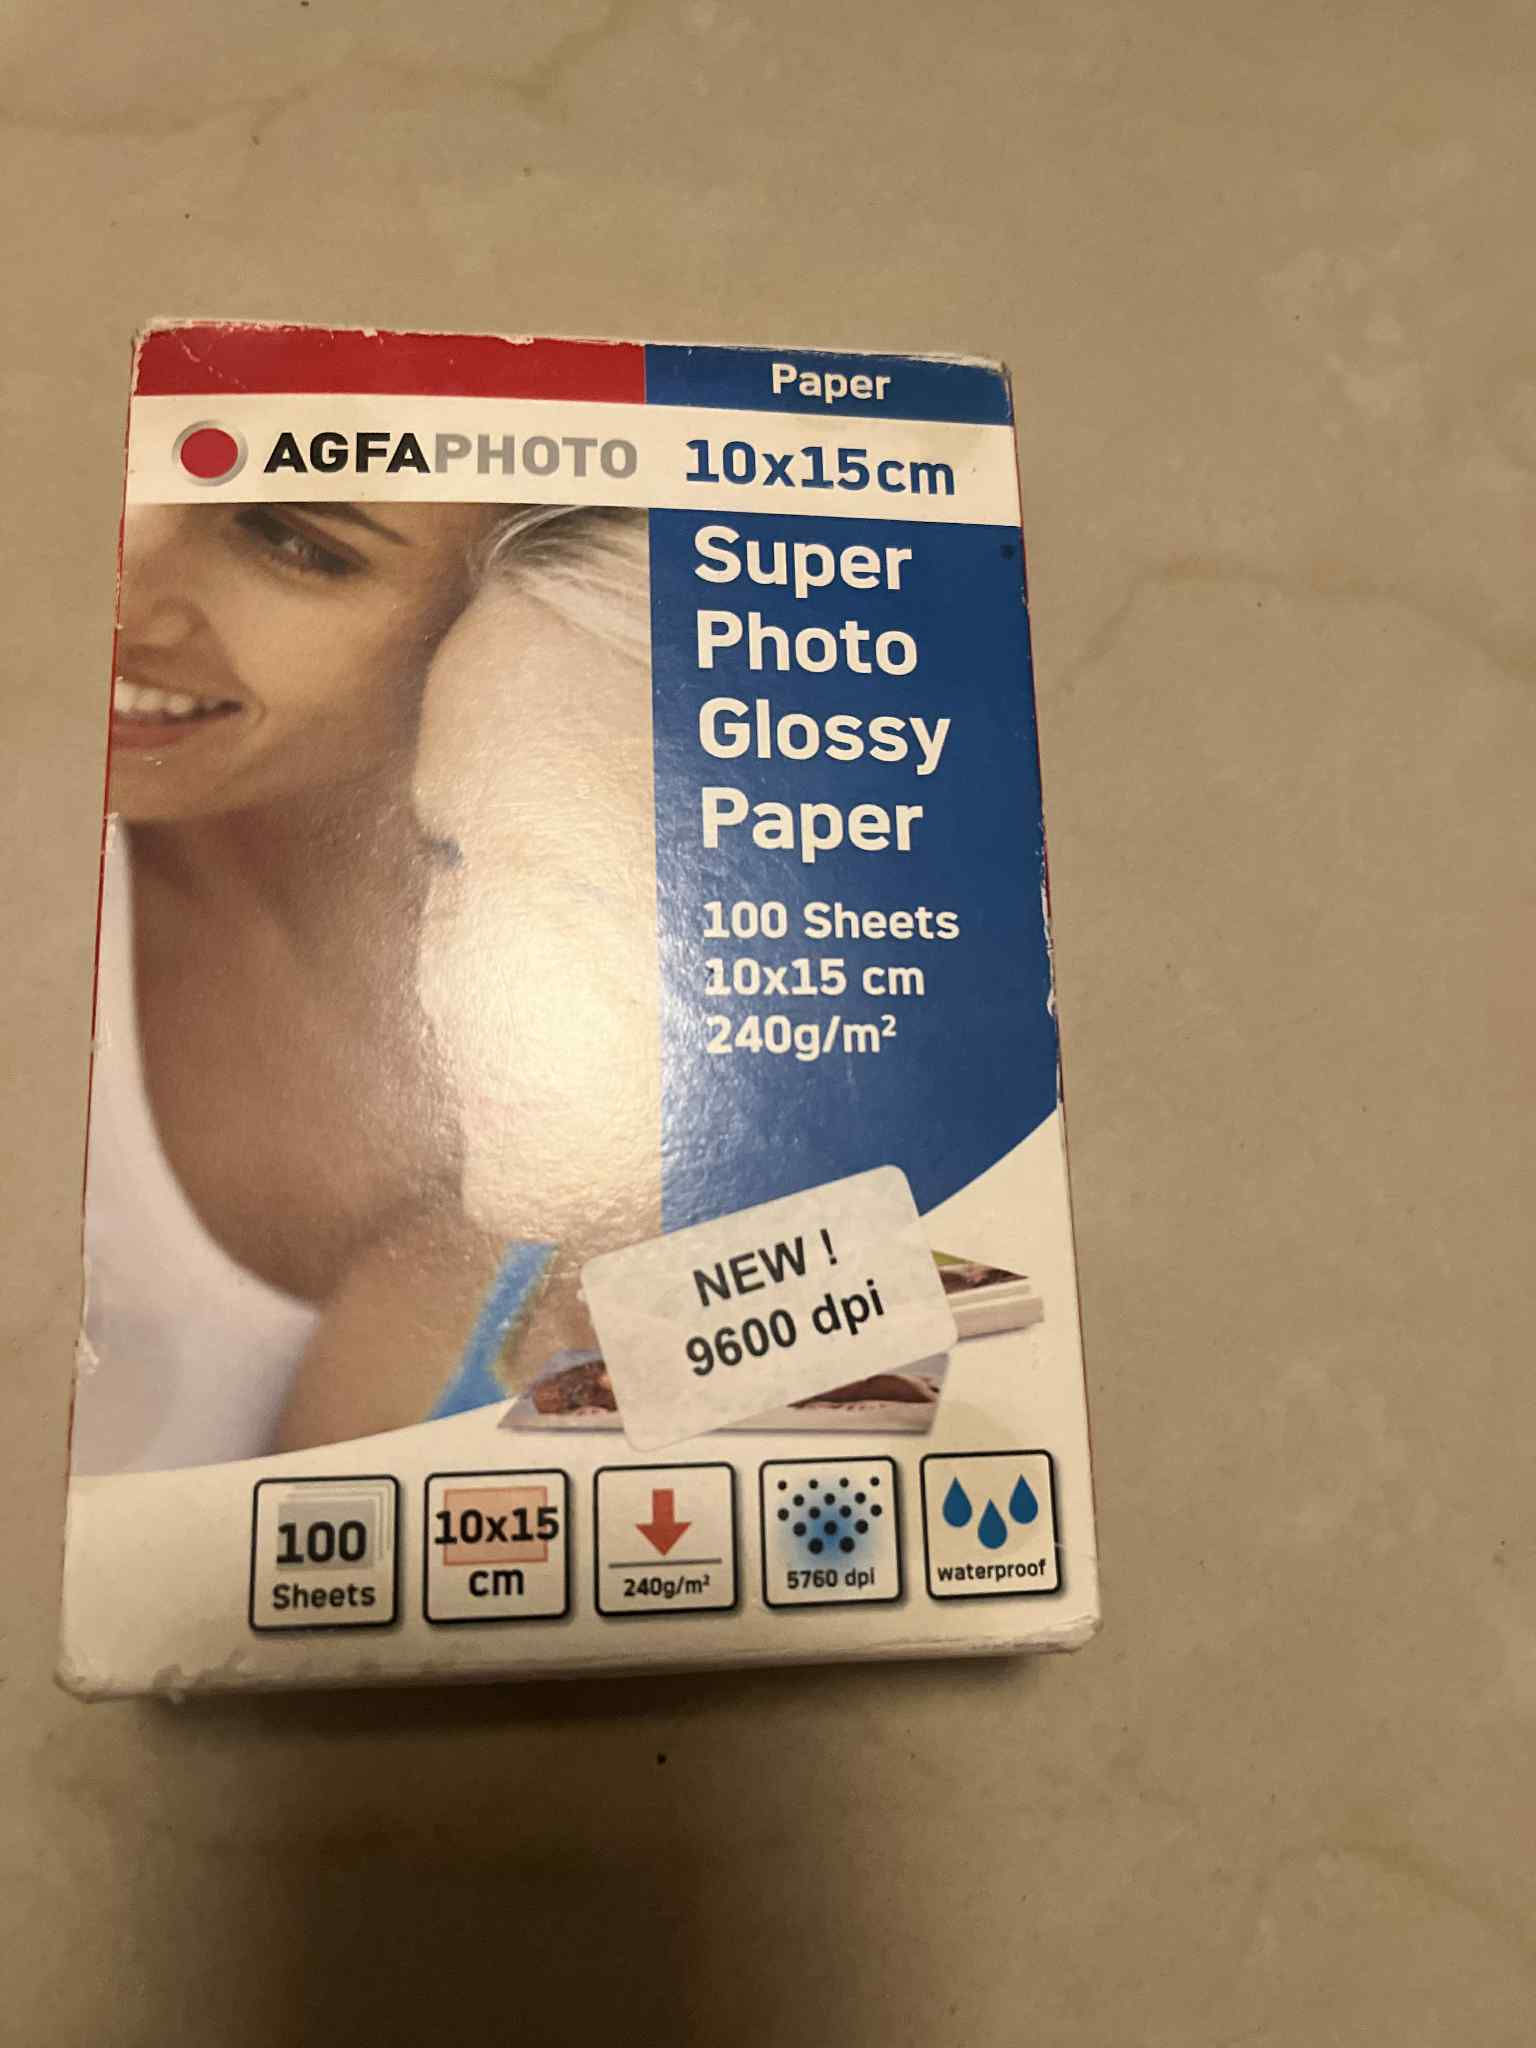 Paper
AGFAPHOTO 10x15cm
Super
Photo
Glossy
Paper
100 Sheets
10x15 cm
240g/m²
NEW !
9600 dpi
100
Sheets
10x15
cm
240g/m²
5760 dpi
waterproof